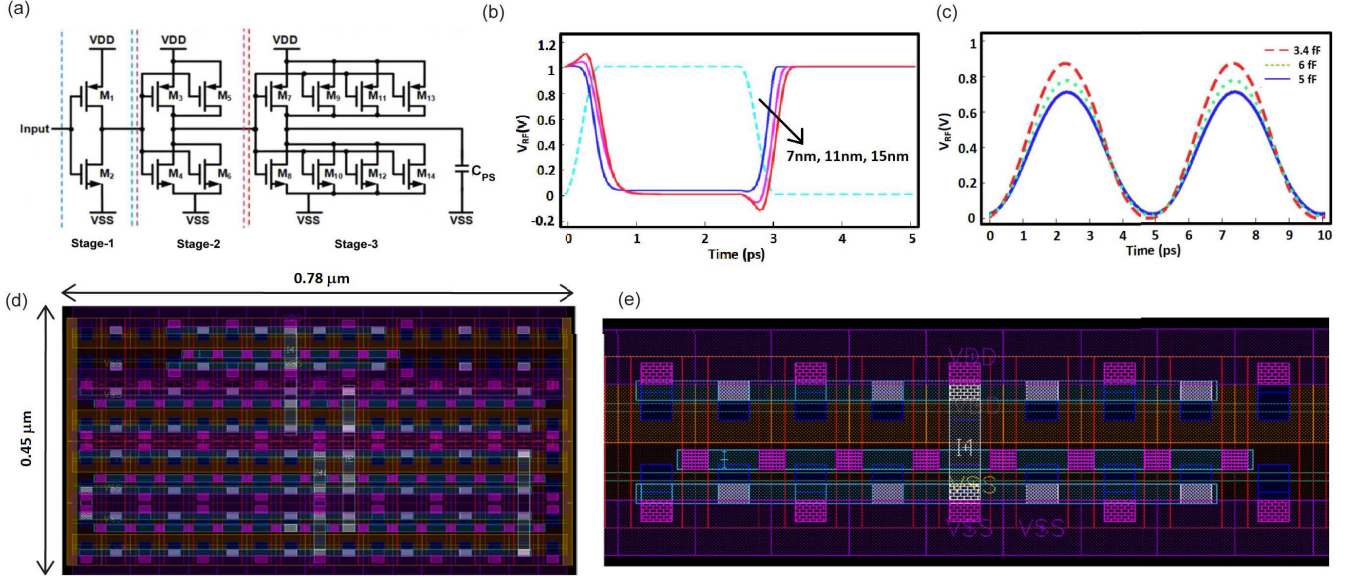 (a)
VDD
VDD
VDD
M1
M3
M5
M7
M9
M11
M13
Input
M2
M4
M6
M8
M10
M12
M14
CPS
VSS
VSS
VSS
Stage-1
Stage-2
Stage-3
(b)
VRF(V)
1.2
1
0.8
0.6
0.4
0.2
0
-0.2
7nm, 11nm, 15nm
0 1 2 3 4 5
Time (ps)
(c)
VRF(V)
1
0.8
0.6
0.4
0.2
0
3.4 fF
6 fF
5 fF
0 1 2 3 4 5 6 7 8 9 10
Time (ps)
(d)
0.78 µm
0.45 µm
VSS
VSS
(e)
VDD
I4
VSS
VSS
VSS